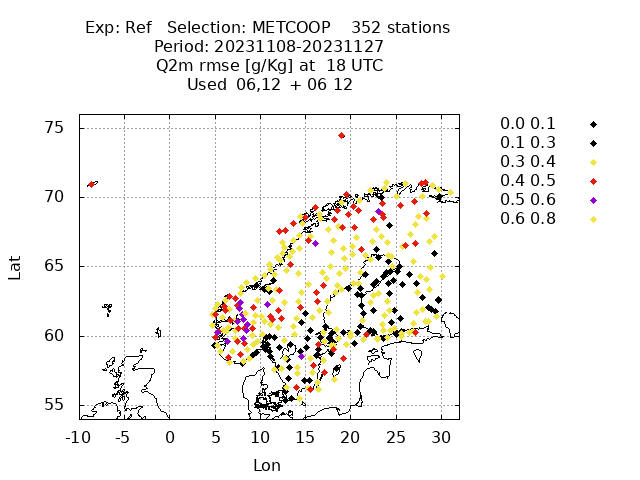 Exp: Ref Selection: METCOOP 352 stations
Period: 20231108-20231127
Q2m rmse [g/Kg] at 18 UTC
Used 06,12 + 06 12
75
70
65
60
55
Lat
-10 -5 0 5 10 15 20 25 30
Lon
0.0 0.1
0.1 0.3
0.3 0.4
0.4 0.5
0.5 0.6
0.6 0.8